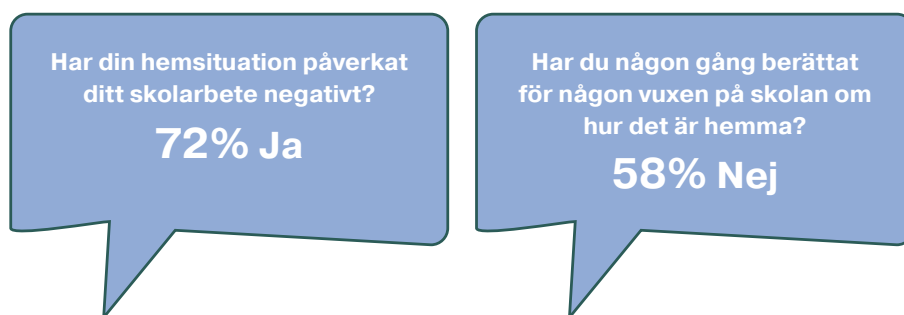 Har din hemsituation påverkat
ditt skolarbete negativt?
72% Ja
Har du någon gång berättat
för någon vuxen på skolan om
hur det är hemma?
58% Nej